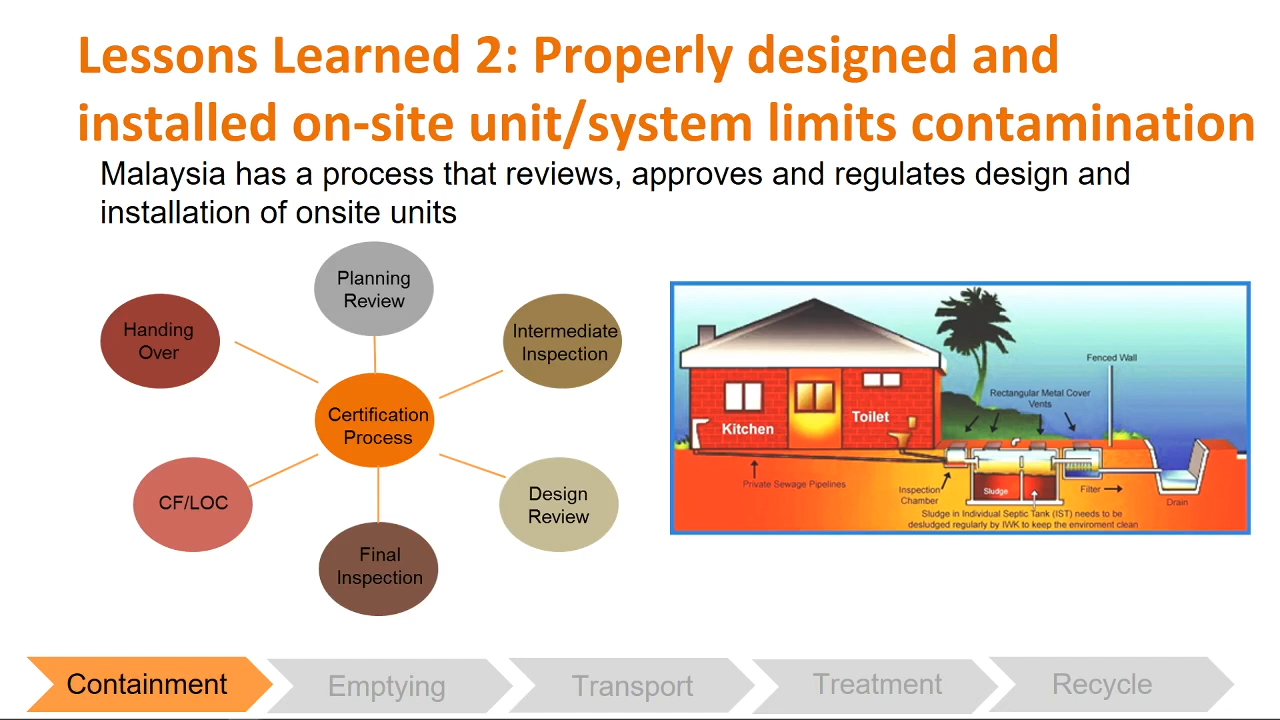 Lessons Learned 2: Properly designed and
installed on-site unit/system limits contamination
Malaysia has a process that reviews, approves and regulates design and
installation of onsite units
Planning
Review
Handing
Over
Intermediate
Inspection
Certification
Process
CF/LOC
Design
Review
Final
Inspection
Fenced Wall
Rectangular Metal Cover
Vents
Kitchen
Toilet
Private Sewage Pipelines
Inspection
Chamber
Sludge
Filter
Drain
Sludge in Individual Septic Tank (IST) needs to be
desludged regularly by IWK to keep the enviroment clean
Containment
Emptying
Transport
Treatment
Recycle